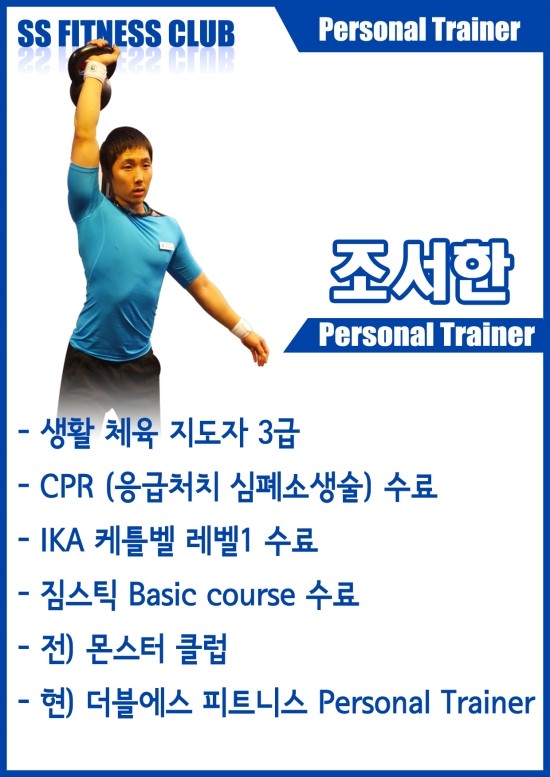 SS FITNESS CLUB
Personal Trainer
조서한
Personal Trainer
- 생활 체육 지도자 3급
- CPR (응급처치 심폐소생술) 수료
- IKA 케틀벨 레벨1 수료
- 짐스틱 Basic course 수료
- 전) 몬스터 클럽
- 현) 더블에스 피트니스 Personal Trainer